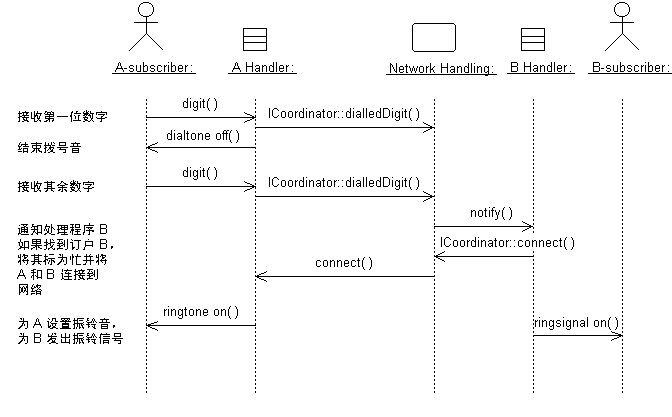 A-subscriber:
A Handler:
Network Handling:
B Handler:
B-subscriber:
接收第一位数字
digit( )
ICoordinator::dialledDigit( )
结束拨号音
dialtone off( )
接收其余数字
digit( )
ICoordinator::dialledDigit( )
通知处理程序 B
如果找到订户 B，
将其标为忙并将
A 和 B 连接到
网络
notify( )
ICoordinator::connect( )
connect( )
为 A 设置振铃音，
为 B 发出振铃信号
ringtone on( )
ringsignal on( )